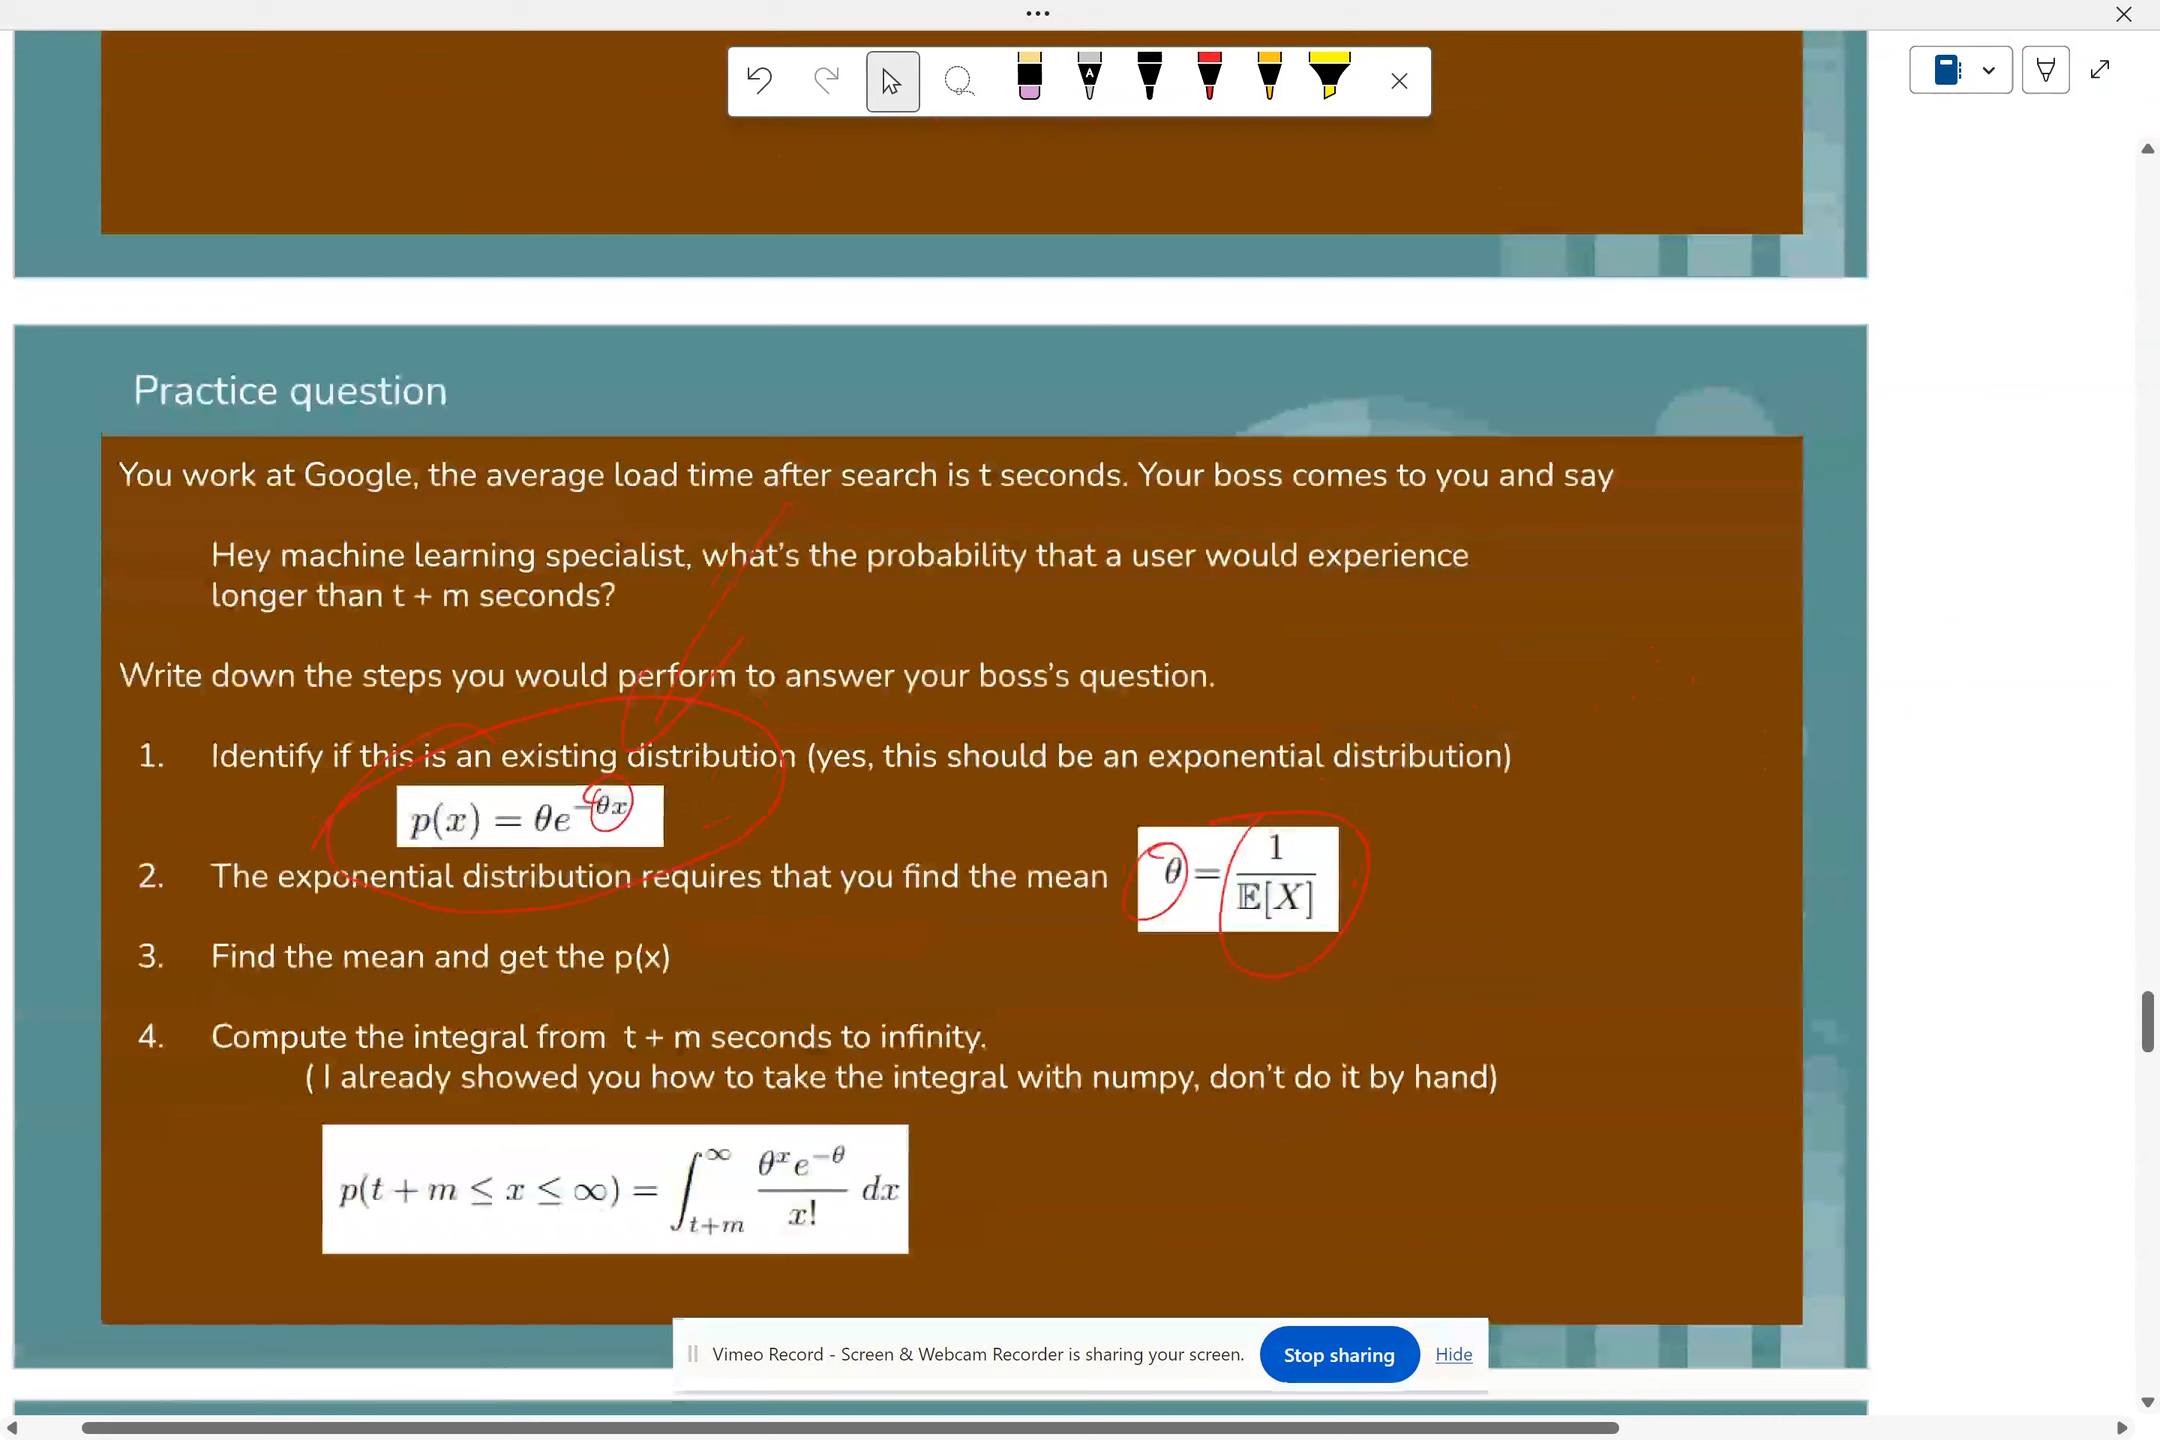 Practice question
You work at Google, the average load time after search is t seconds. Your boss comes to you and say
Hey machine learning specialist, what's the probability that a user would experience
longer than t + m seconds?
Write down the steps you would perform to answer your boss's question.
1. Identify if this is an existing distribution (yes, this should be an exponential distribution)
p(x) = θe^{-θx}
2. The exponential distribution requires that you find the mean θ = \frac{1}{𝔼[X]}
3. Find the mean and get the p(x)
4. Compute the integral from t + m seconds to infinity.
( I already showed you how to take the integral with numpy, don't do it by hand)
p(t + m ≤ x ≤ ∞) = \int_{t+m}^{∞} \frac{θ^x e^{-θ}}{x!} dx
Vimeo Record - Screen & Webcam Recorder is sharing your screen. Stop sharing Hide